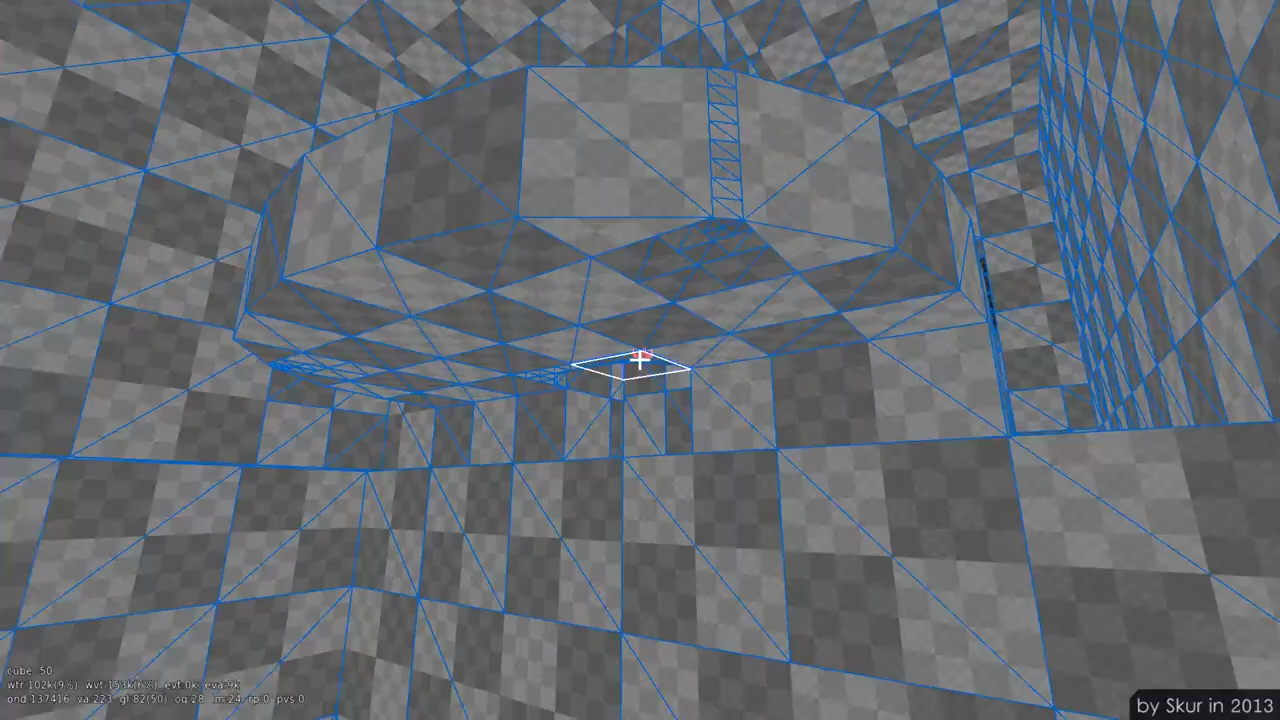 cube 50
wtr:102k(9%) wvt:153k(6%) evt:0k eva:9k
ond:137416 va:223 gl:82(50) oq:28 lm:24 rp:0 pvs:0
by Skur in 2013